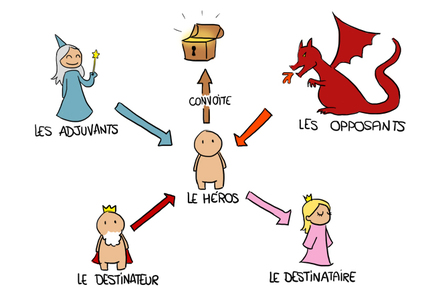 CONVOITE
LES ADJUVANTS
LES OPPOSANTS
LE HÉROS
LE DESTINATEUR
LE DESTINATAIRE